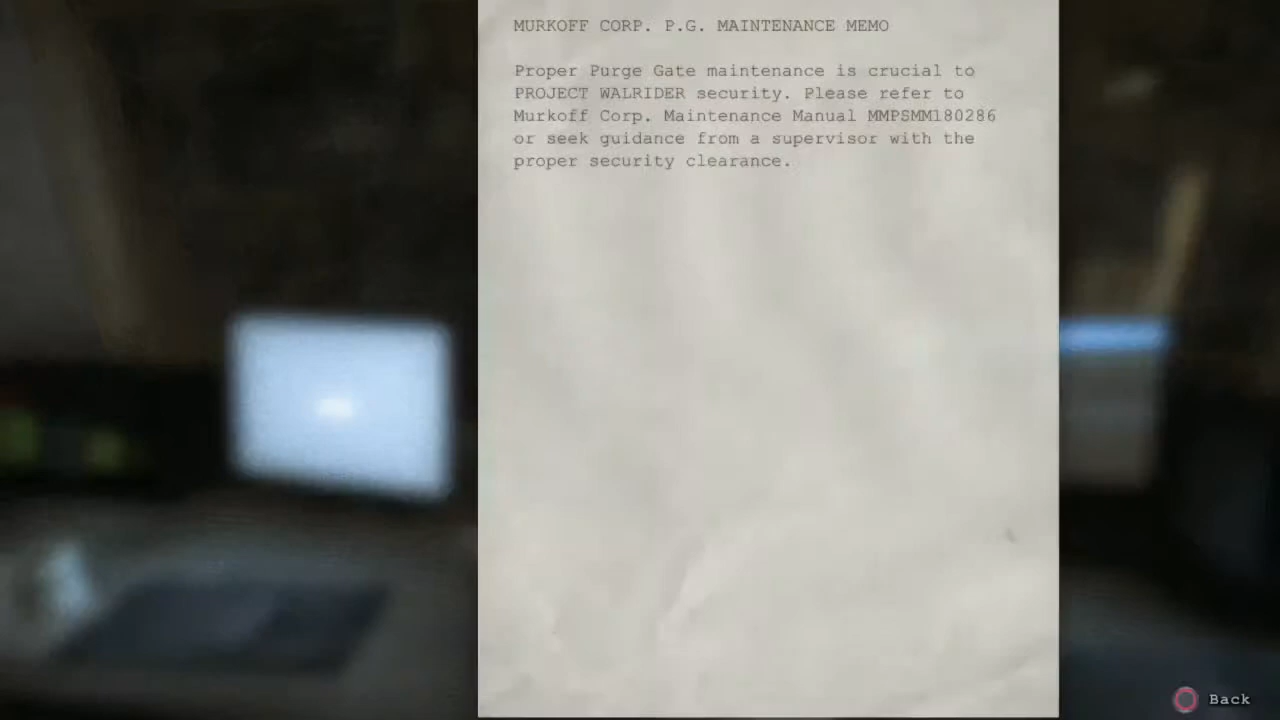 MURKOFF CORP. P.G. MAINTENANCE MEMO
Proper Purge Gate maintenance is crucial to
PROJECT WALRIDER security. Please refer to
Murkoff Corp. Maintenance Manual MMPSMM180286
or seek guidance from a supervisor with the
proper security clearance.
Back